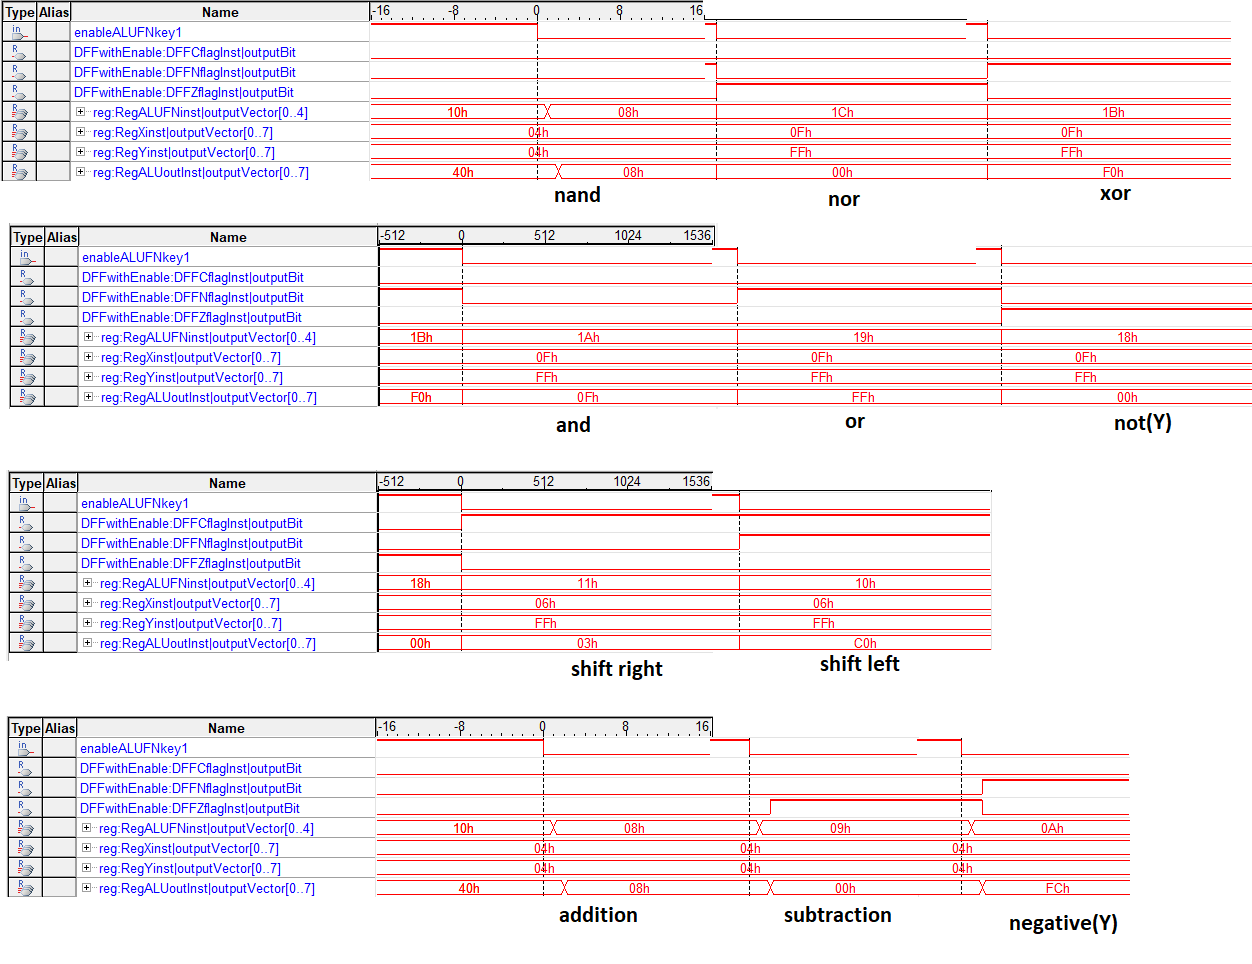 Type Alias Name -16 -8 0 8 16
in enableALUFNkey1
R DFFwithEnable:DFFCflagInst|outputBit
R DFFwithEnable:DFFNflagInst|outputBit
R DFFwithEnable:DFFZflagInst|outputBit
R reg:RegALUFNinst|outputVector[0..4] 10h 08h 1Ch 1Bh
R reg:RegXinst|outputVector[0..7] 04h 0Fh 0Fh
R reg:RegYinst|outputVector[0..7] 04h FFh FFh
R reg:RegALUoutInst|outputVector[0..7] 40h 08h 00h F0h
nand nor xor
Type Alias Name -512 0 512 1024 1536
in enableALUFNkey1
R DFFwithEnable:DFFCflagInst|outputBit
R DFFwithEnable:DFFNflagInst|outputBit
R DFFwithEnable:DFFZflagInst|outputBit
R reg:RegALUFNinst|outputVector[0..4] 1Bh 1Ah 19h 18h
R reg:RegXinst|outputVector[0..7] 0Fh 0Fh 0Fh
R reg:RegYinst|outputVector[0..7] FFh FFh FFh
R reg:RegALUoutInst|outputVector[0..7] F0h 0Fh FFh 00h
and or not(Y)
Type Alias Name -512 0 512 1024 1536
in enableALUFNkey1
R DFFwithEnable:DFFCflagInst|outputBit
R DFFwithEnable:DFFNflagInst|outputBit
R DFFwithEnable:DFFZflagInst|outputBit
R reg:RegALUFNinst|outputVector[0..4] 18h 11h 10h
R reg:RegXinst|outputVector[0..7] 06h 06h
R reg:RegYinst|outputVector[0..7] FFh FFh
R reg:RegALUoutInst|outputVector[0..7] 00h 03h C0h
shift right shift left
Type Alias Name -16 -8 0 8 16
in enableALUFNkey1
R DFFwithEnable:DFFCflagInst|outputBit
R DFFwithEnable:DFFNflagInst|outputBit
R DFFwithEnable:DFFZflagInst|outputBit
R reg:RegALUFNinst|outputVector[0..4] 10h 08h 09h 0Ah
R reg:RegXinst|outputVector[0..7] 04h 04h 04h
R reg:RegYinst|outputVector[0..7] 04h 04h 04h
R reg:RegALUoutInst|outputVector[0..7] 40h 08h 00h FCh
addition subtraction negative(Y)